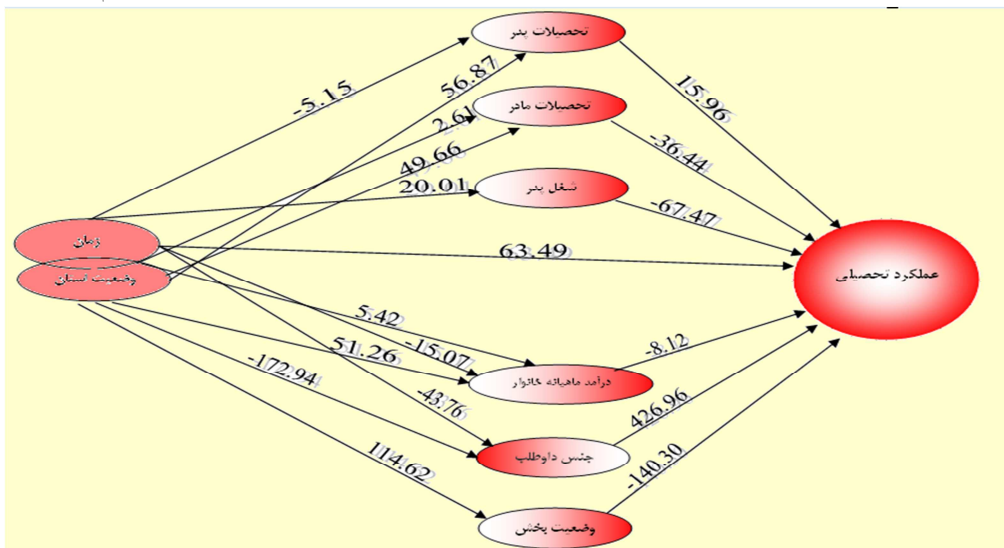 تحصیلات پدر
-5.15
56.87
15.96
تحصیلات مادر
2.61
49.66
-36.44
شغل پدر
20.01
-67.47
زمان
63.49
عملکرد تحصیلی
وضعیت استان
5.42
-15.07
51.26
-8.12
درآمد ماهیانه خانوار
-172.94
-43.76
426.96
جنس داوطلب
114.62
-140.30
وضعیت بخش